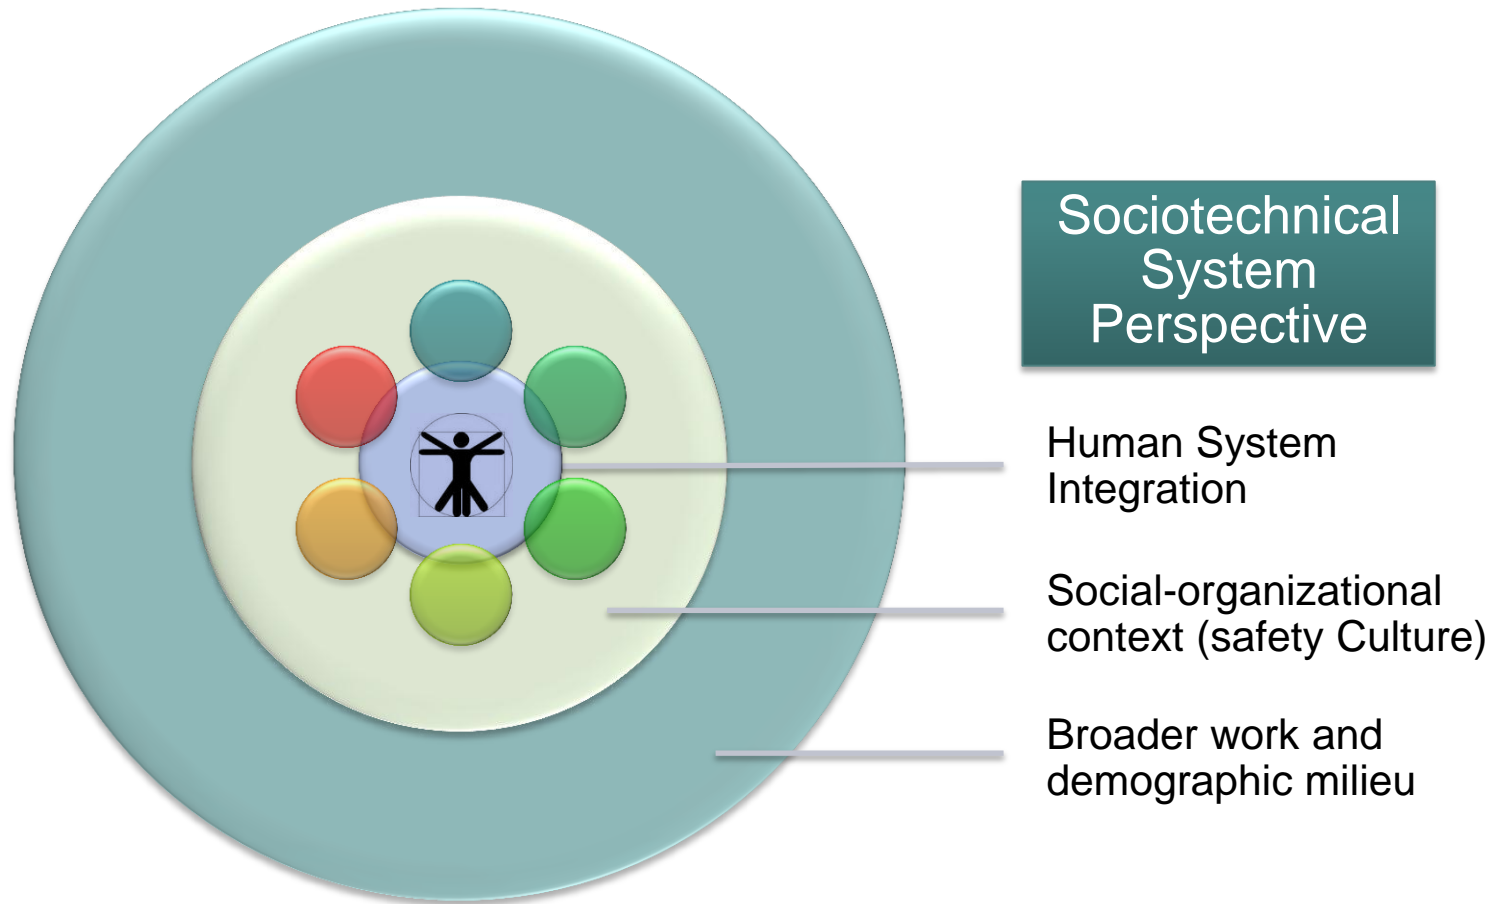 Sociotechnical
System
Perspective
Human System
Integration
Social-organizational
context (safety Culture)
Broader work and
demographic milieu